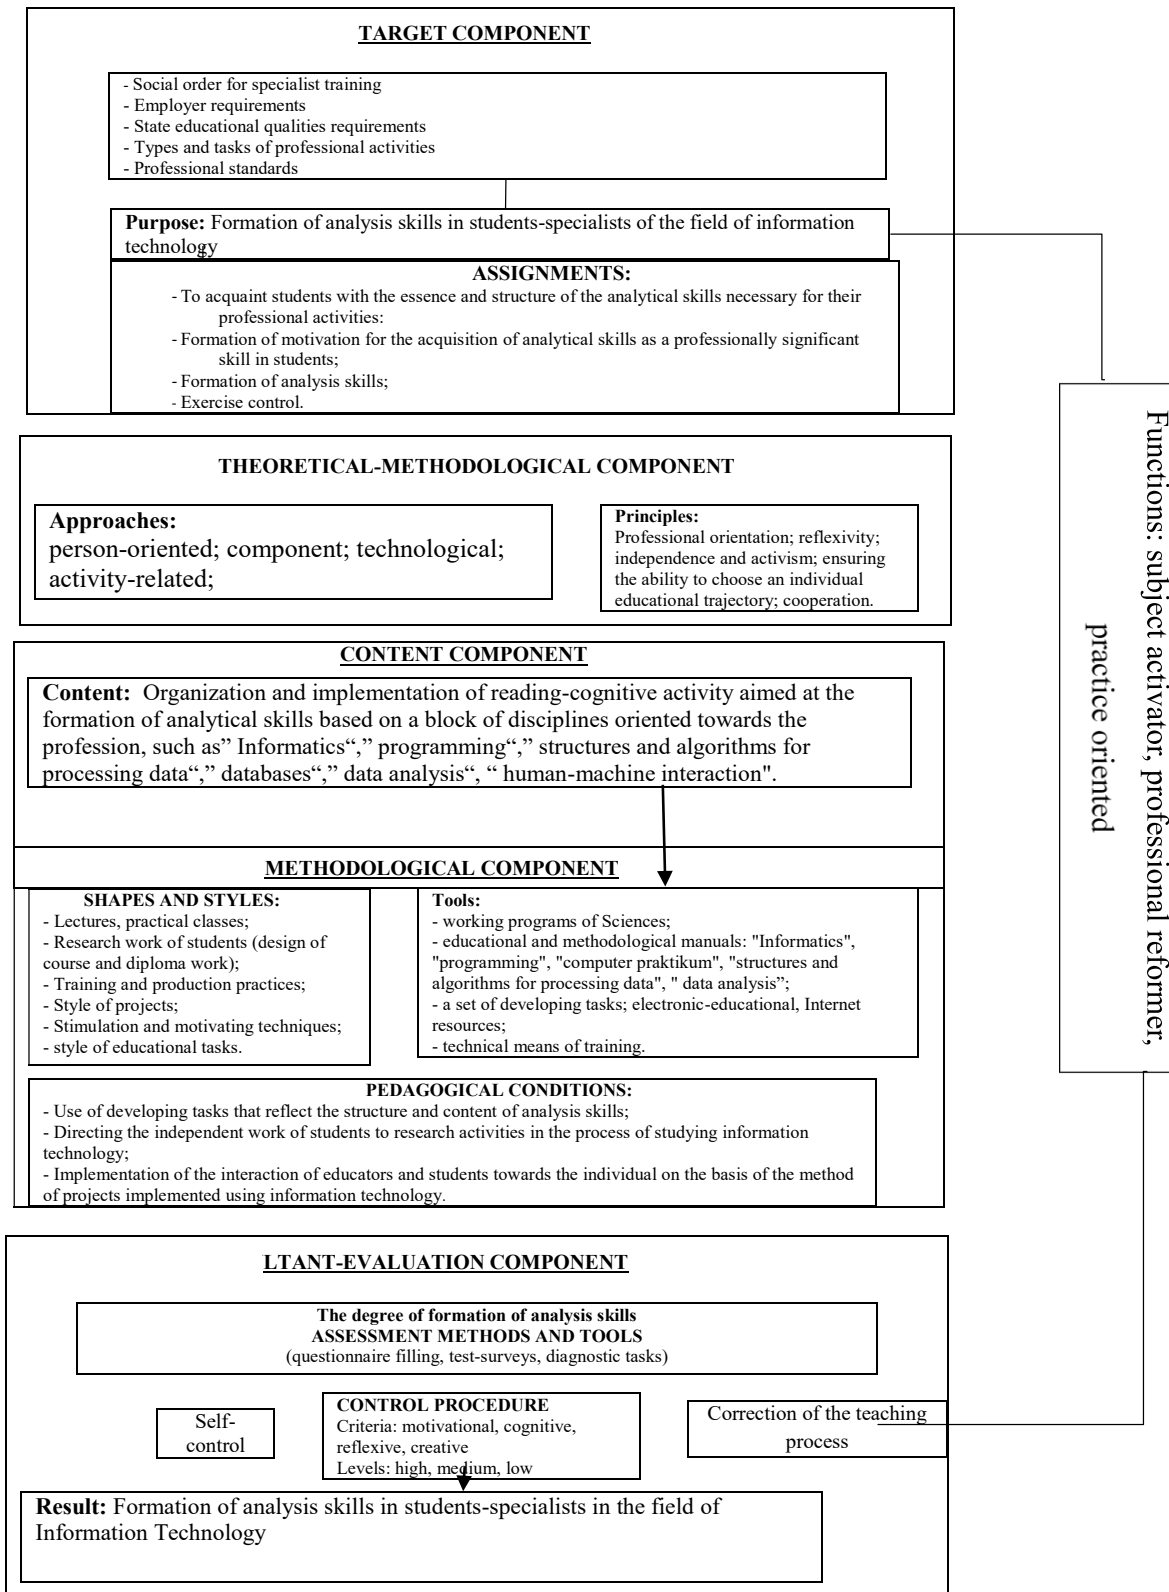 TARGET COMPONENT
- Social order for specialist training
- Employer requirements
- State educational qualities requirements
- Types and tasks of professional activities
- Professional standards
Purpose: Formation of analysis skills in students-specialists of the field of information
technology
ASSIGNMENTS:
- To acquaint students with the essence and structure of the analytical skills necessary for their
professional activities:
- Formation of motivation for the acquisition of analytical skills as a professionally significant
skill in students;
- Formation of analysis skills;
- Exercise control.
Functions: subject activator, professional reformer,
practice oriented
THEORETICAL-METHODOLOGICAL COMPONENT
Approaches:
person-oriented; component; technological;
activity-related;
Principles:
Professional orientation; reflexivity;
independence and activism; ensuring
the ability to choose an individual
educational trajectory; cooperation.
CONTENT COMPONENT
Content: Organization and implementation of reading-cognitive activity aimed at the
formation of analytical skills based on a block of disciplines oriented towards the
profession, such as” Informatics“,” programming“,” structures and algorithms for
processing data“,” databases“,” data analysis“, “ human-machine interaction".
METHODOLOGICAL COMPONENT
SHAPES AND STYLES:
- Lectures, practical classes;
- Research work of students (design of
course and diploma work);
- Training and production practices;
- Style of projects;
- Stimulation and motivating techniques;
- style of educational tasks.
Tools:
- working programs of Sciences;
- educational and methodological manuals: "Informatics",
"programming", "computer praktikum", "structures and
algorithms for processing data", " data analysis”;
- a set of developing tasks; electronic-educational, Internet
resources;
- technical means of training.
PEDAGOGICAL CONDITIONS:
- Use of developing tasks that reflect the structure and content of analysis skills;
- Directing the independent work of students to research activities in the process of studying information
technology;
- Implementation of the interaction of educators and students towards the individual on the basis of the method
of projects implemented using information technology.
LTANT-EVALUATION COMPONENT
The degree of formation of analysis skills
ASSESSMENT METHODS AND TOOLS
(questionnaire filling, test-surveys, diagnostic tasks)
Self-
control
CONTROL PROCEDURE
Criteria: motivational, cognitive,
reflexive, creative
Levels: high, medium, low
Correction of the teaching
process
Result: Formation of analysis skills in students-specialists in the field of
Information Technology